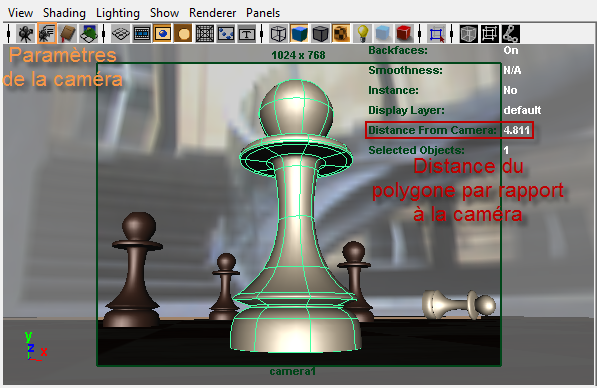 View Shading Lighting Show Renderer Panels
Paramètres
de la caméra
1024 x 768
Backfaces: On
Smoothness: N/A
Instance: No
Display Layer: default
Distance From Camera: 4.811
Selected Objects: 1
Distance du
polygone par rapport
à la caméra
y
z
x
camera1